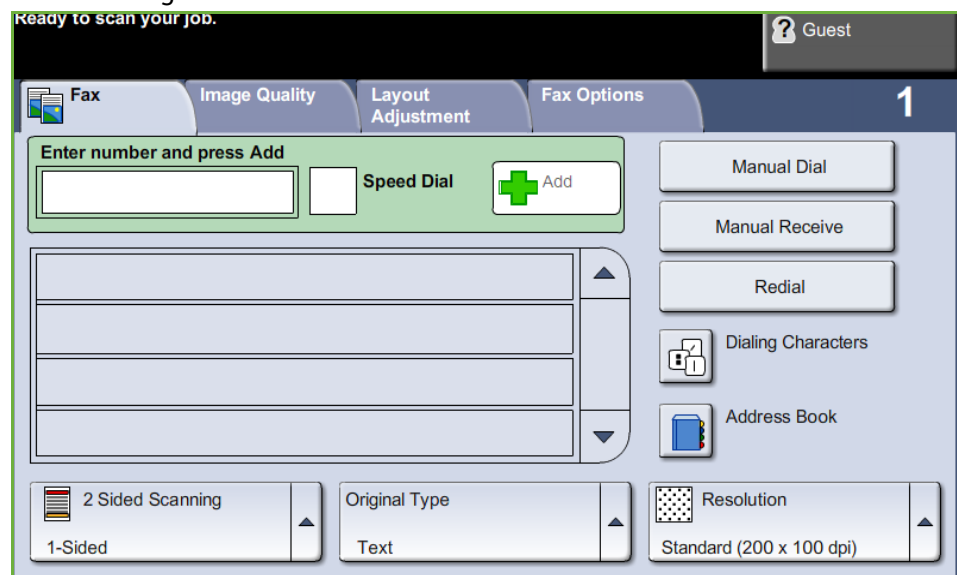 Ready to scan your job.
Guest
Fax
Image Quality
Layout
Adjustment
Fax Options
1
Enter number and press Add
Speed Dial
Add
Manual Dial
Manual Receive
Redial
Dialing Characters
Address Book
2 Sided Scanning
1-Sided
Original Type
Text
Resolution
Standard (200 x 100 dpi)